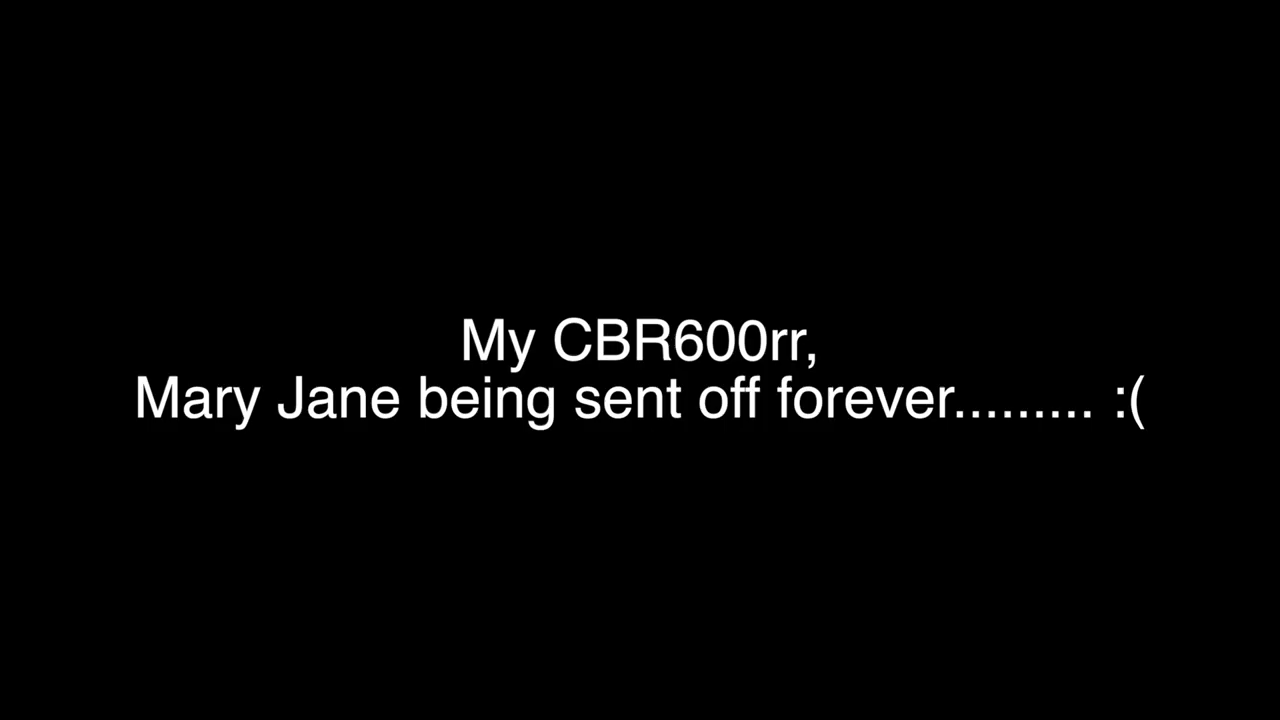 My CBR600rr,
Mary Jane being sent off forever......... :(